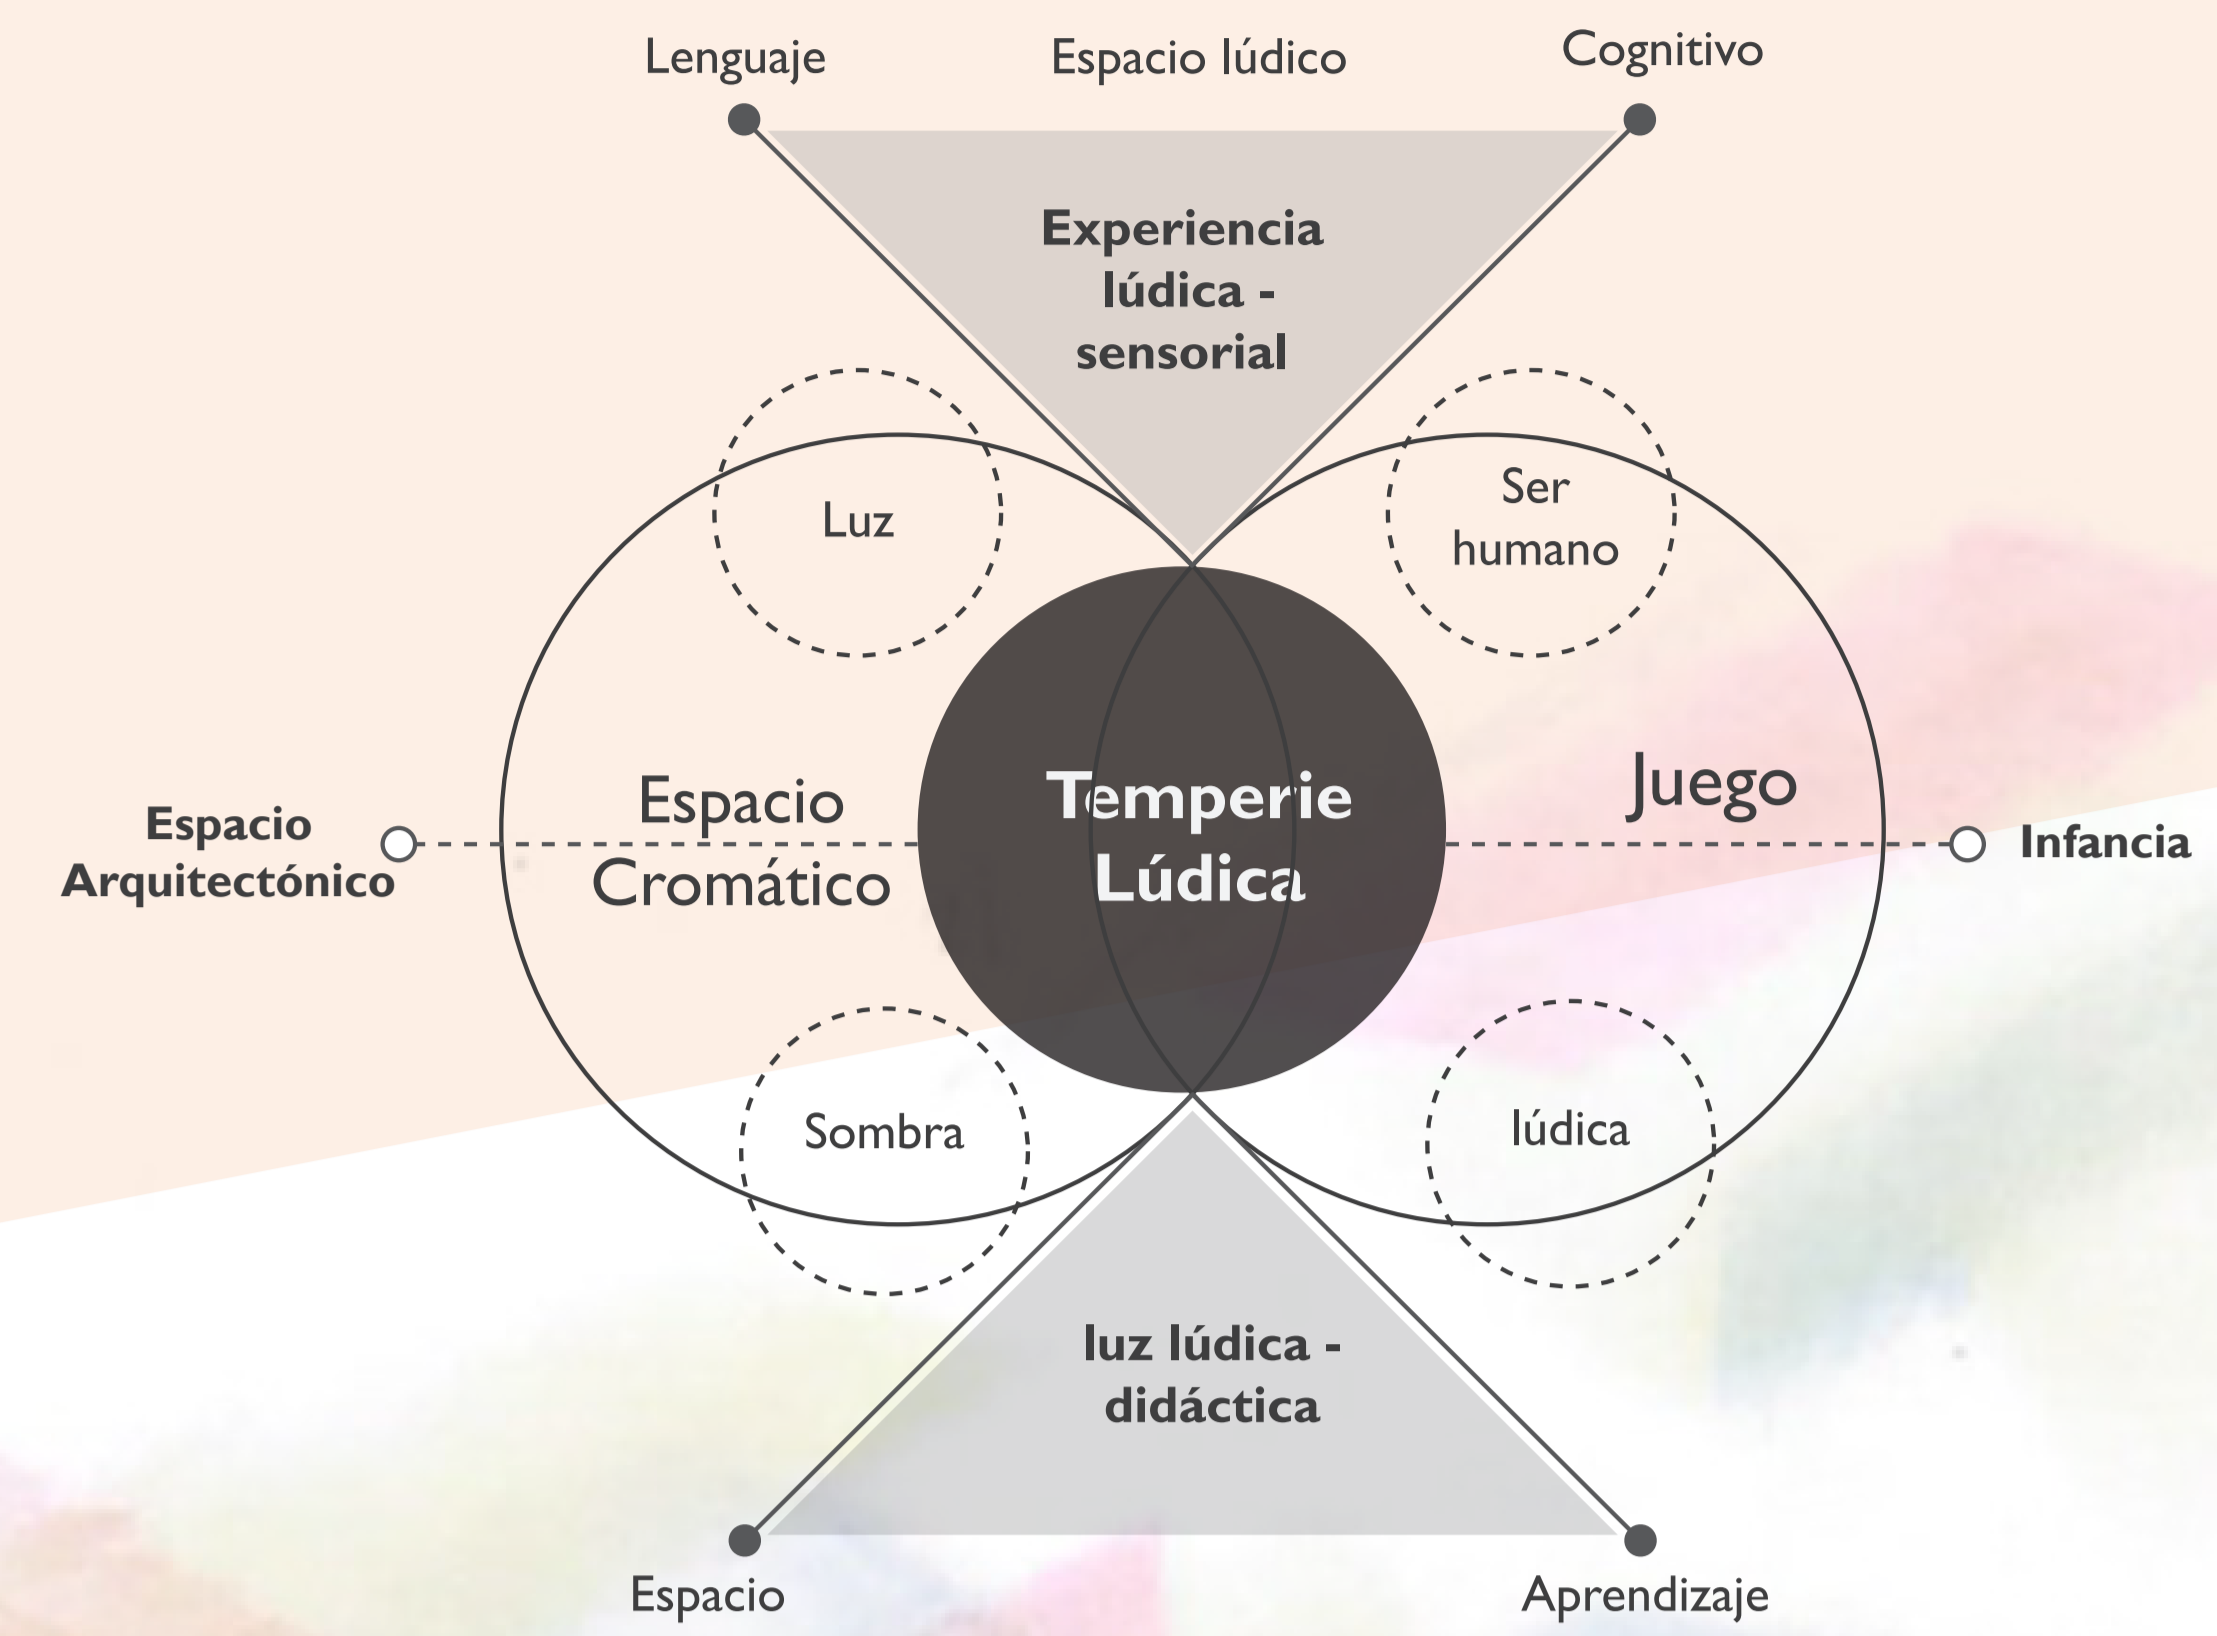 Lenguaje
Espacio lúdico
Cognitivo
Experiencia
lúdica -
sensorial
Luz
Ser
humano
Espacio
Arquitectónico
Espacio
Cromático
Temperie
Lúdica
Juego
Infancia
Sombra
lúdica
luz lúdica -
didáctica
Espacio
Aprendizaje